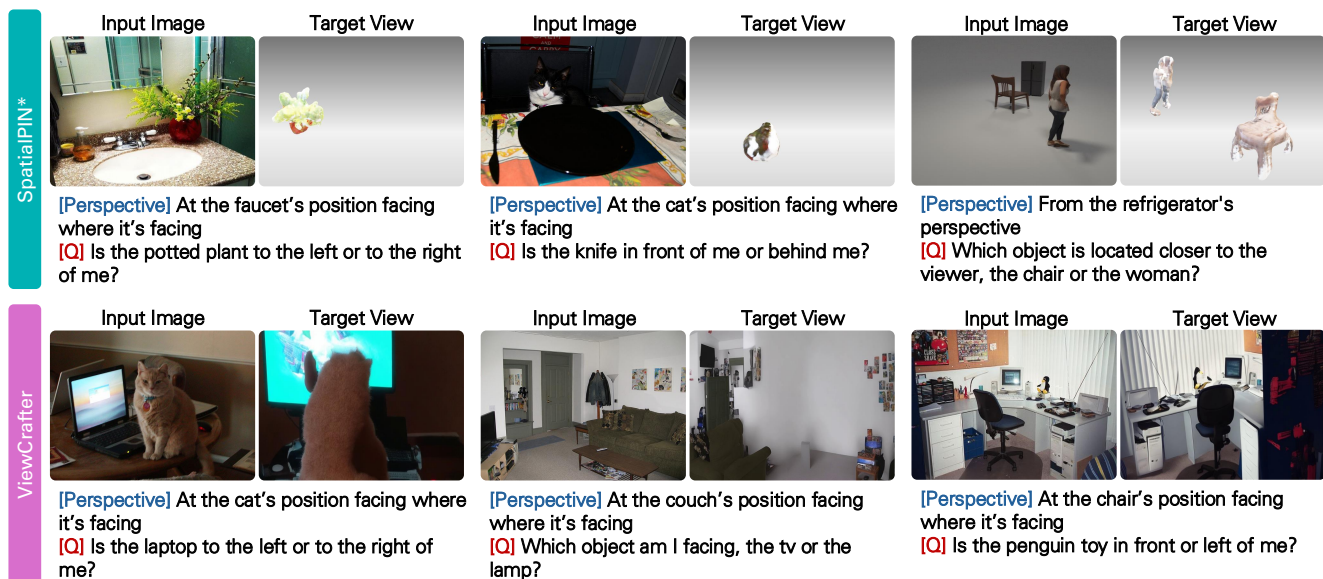 SpatialPIN*
Input Image
Target View
Input Image
Target View
Input Image
Target View
CARRY
[Perspective] At the faucet's position facing
where it's facing
[Q] Is the potted plant to the left or to the right
of me?
[Perspective] At the cat's position facing where
it's facing
[Q] Is the knife in front of me or behind me?
[Perspective] From the refrigerator's
perspective
[Q] Which object is located closer to the
viewer, the chair or the woman?
ViewCrafter
Input Image
Target View
Input Image
Target View
Input Image
Target View
[Perspective] At the cat's position facing where
it's facing
[Q] Is the laptop to the left or to the right of
me?
[Perspective] At the couch's position facing
where it's facing
[Q] Which object am I facing, the tv or the
lamp?
[Perspective] At the chair's position facing
where it's facing
[Q] Is the penguin toy in front or left of me?